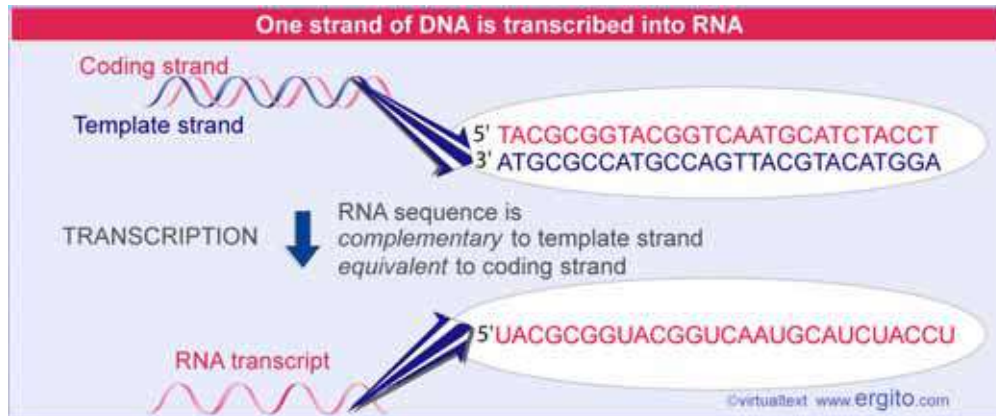 One strand of DNA is transcribed into RNA
Coding strand
Template strand
5' TACGCGGTACGGTCAATGCATCTACCT
3' ATGCGCCATGCCAGTTACGTACATGGA
TRANSCRIPTION
RNA sequence is
complementary to template strand
equivalent to coding strand
RNA transcript
5'UACGCGGUACGGUCAAUGCAUCUACCU
©virtualtext www.ergito.com